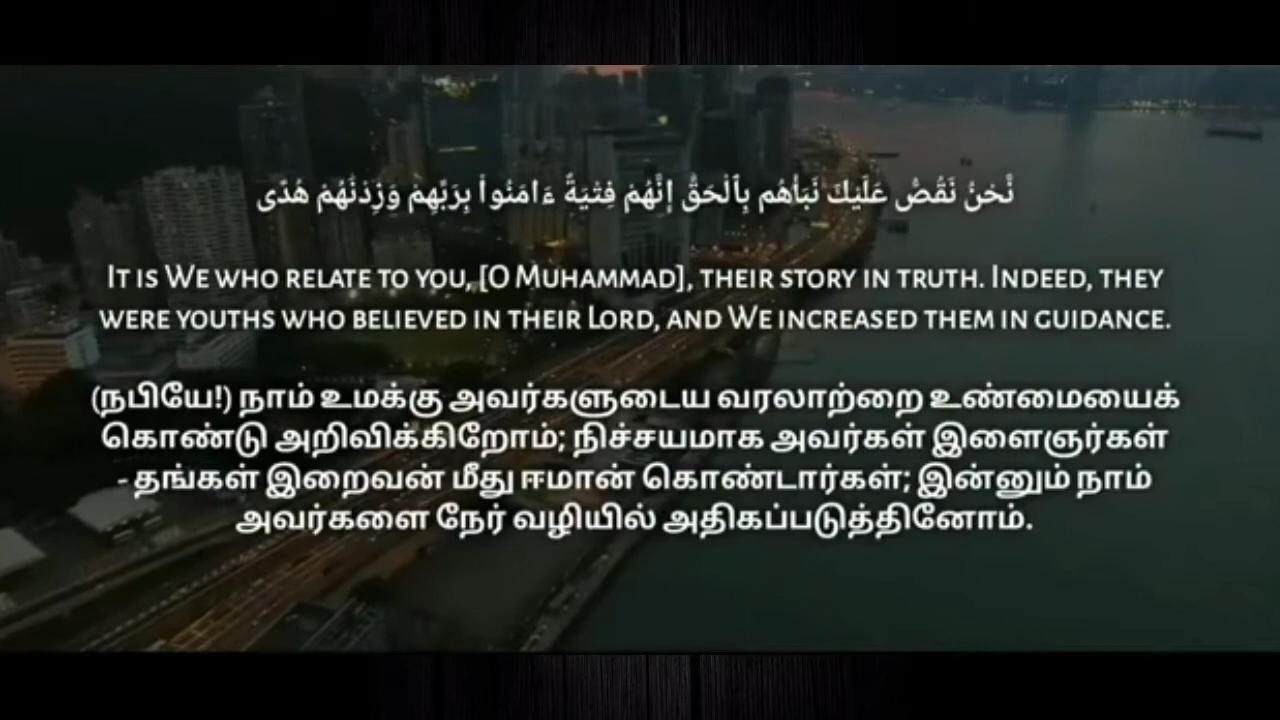 نَّحْنُ نَقُصُّ عَلَيْكَ نَبَأَهُم بِٱلْحَقِّ إِنَّهُمْ فِتْيَةٌ ءَامَنُوا۟ بِرَبِّهِمْ وَزِدْنَٰهُمْ هُدًى
It is We who relate to you, [O Muhammad], their story in truth. Indeed, they
were youths who believed in their Lord, and We increased them in guidance.
(நபியே!) நாம் உமக்கு அவர்களுடைய வரலாற்றை உண்மையைக்
கொண்டு அறிவிக்கிறோம்; நிச்சயமாக அவர்கள் இளைஞர்கள்
- தங்கள் இறைவன் மீது ஈமான் கொண்டார்கள்; இன்னும் நாம்
அவர்களை நேர் வழியில் அதிகப்படுத்தினோம்.